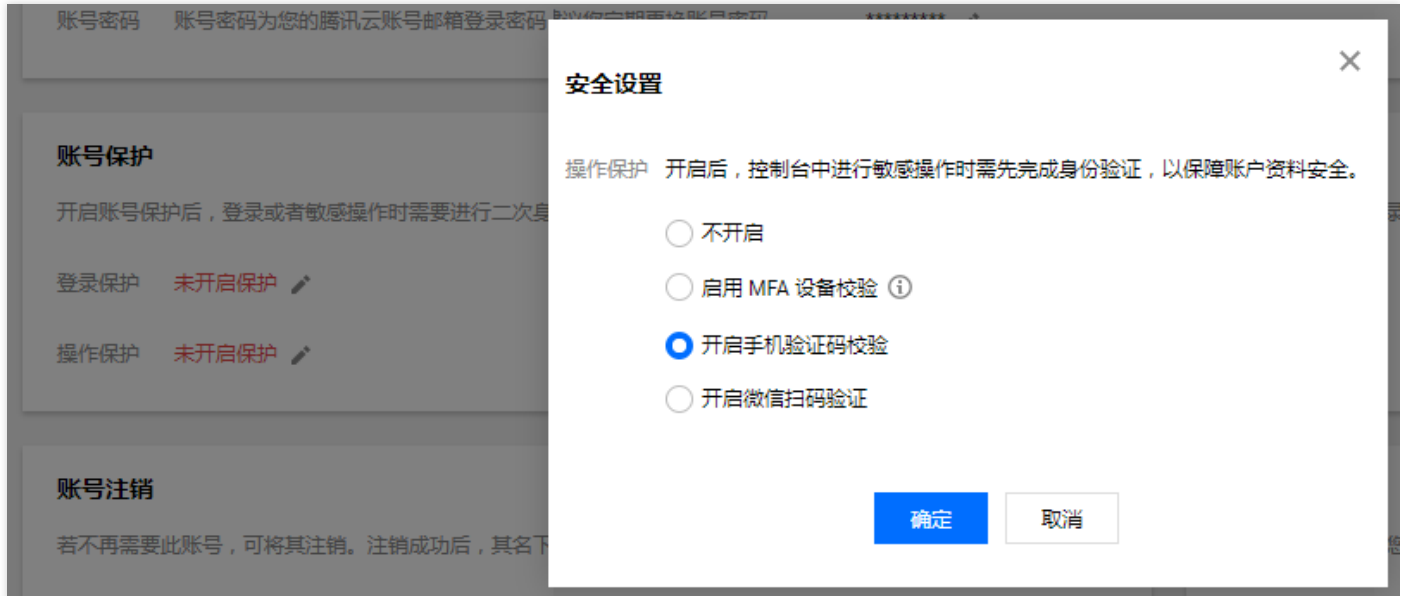 账号密码 账号密码为您的腾讯云账号邮箱登录密码 *********
安全设置
账号保护
操作保护 开启后，控制台中进行敏感操作时需先完成身份验证，以保障账户资料安全。
开启账号保护后，登录或者敏感操作时需要进行二次身
不开启
登录保护 未开启保护
启用 MFA 设备校验
操作保护 未开启保护
开启手机验证码校验
开启微信扫码验证
账号注销
确定 取消
若不再需要此账号，可将其注销。注销成功后，其名下